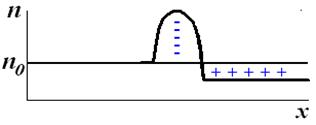 n
- - - - -
n₀
+ + + + +
x